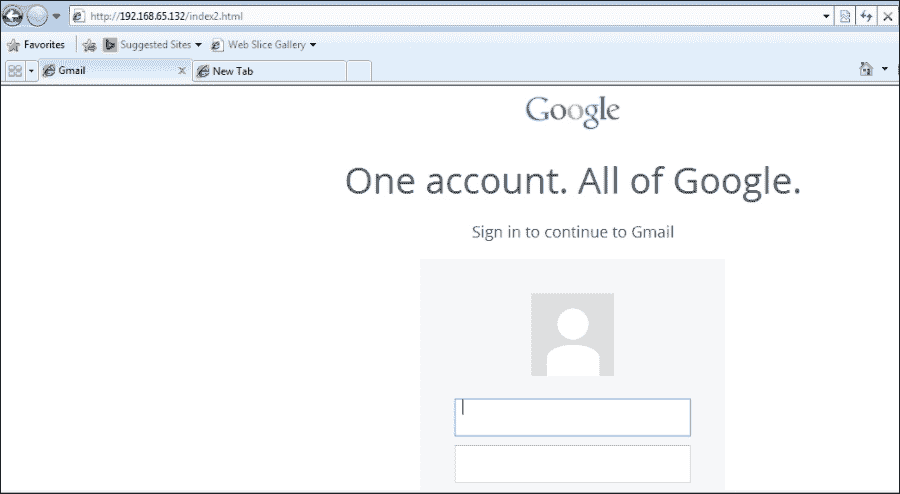 http://192.168.65.132/index2.html
Favorites Suggested Sites Web Slice Gallery
Gmail New Tab
Google
One account. All of Google.
Sign in to continue to Gmail